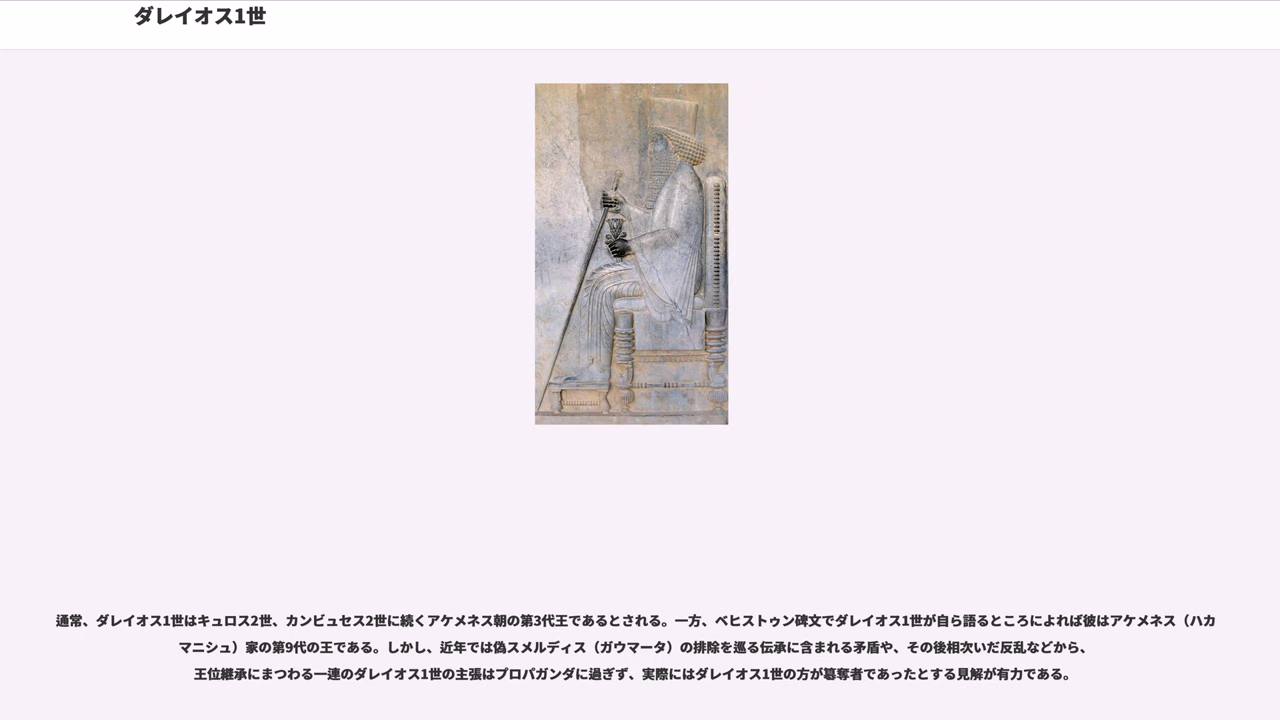 ダレイオス1世
通常、ダレイオス1世はキュロス2世、カンビュセス2世に続くアケメネス朝の第3代王であるとされる。一方、ベヒストゥン碑文でダレイオス1世が自ら語るところによれば彼はアケメネス（ハカ
マニシュ）家の第9代の王である。しかし、近年では偽スメルディス（ガウマータ）の排除を巡る伝承に含まれる矛盾や、その後相次いだ反乱などから、
王位継承にまつわる一連のダレイオス1世の主張はプロパガンダに過ぎず、実際にはダレイオス1世の方が簒奪者であったとする見解が有力である。